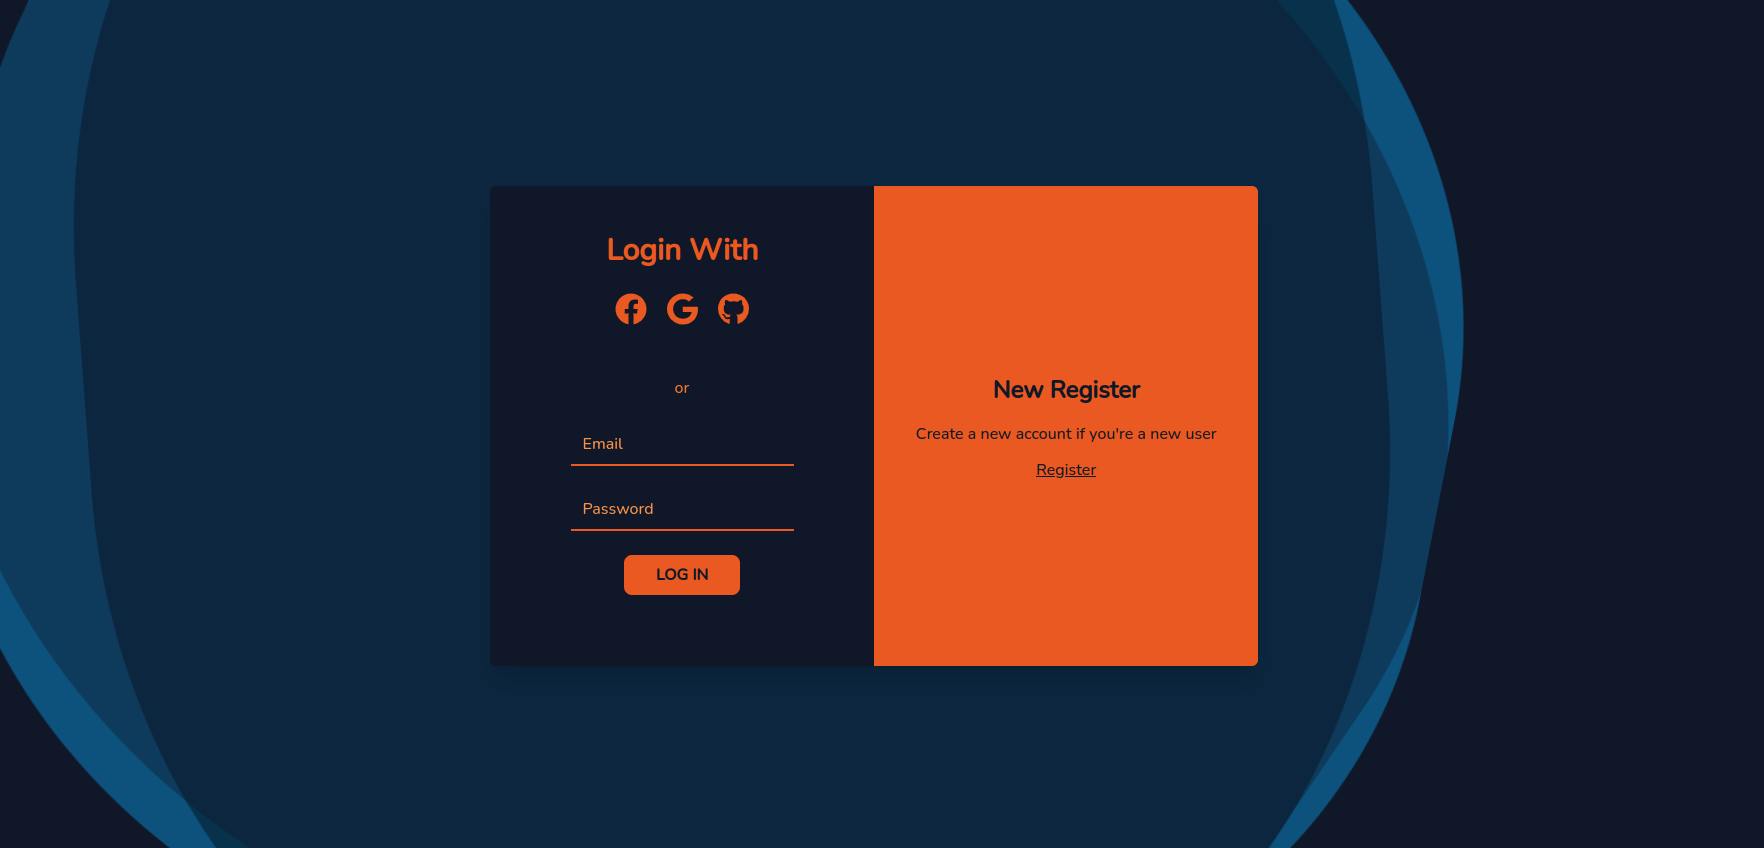 Login With
or
Email
Password
LOG IN
New Register
Create a new account if you're a new user
Register